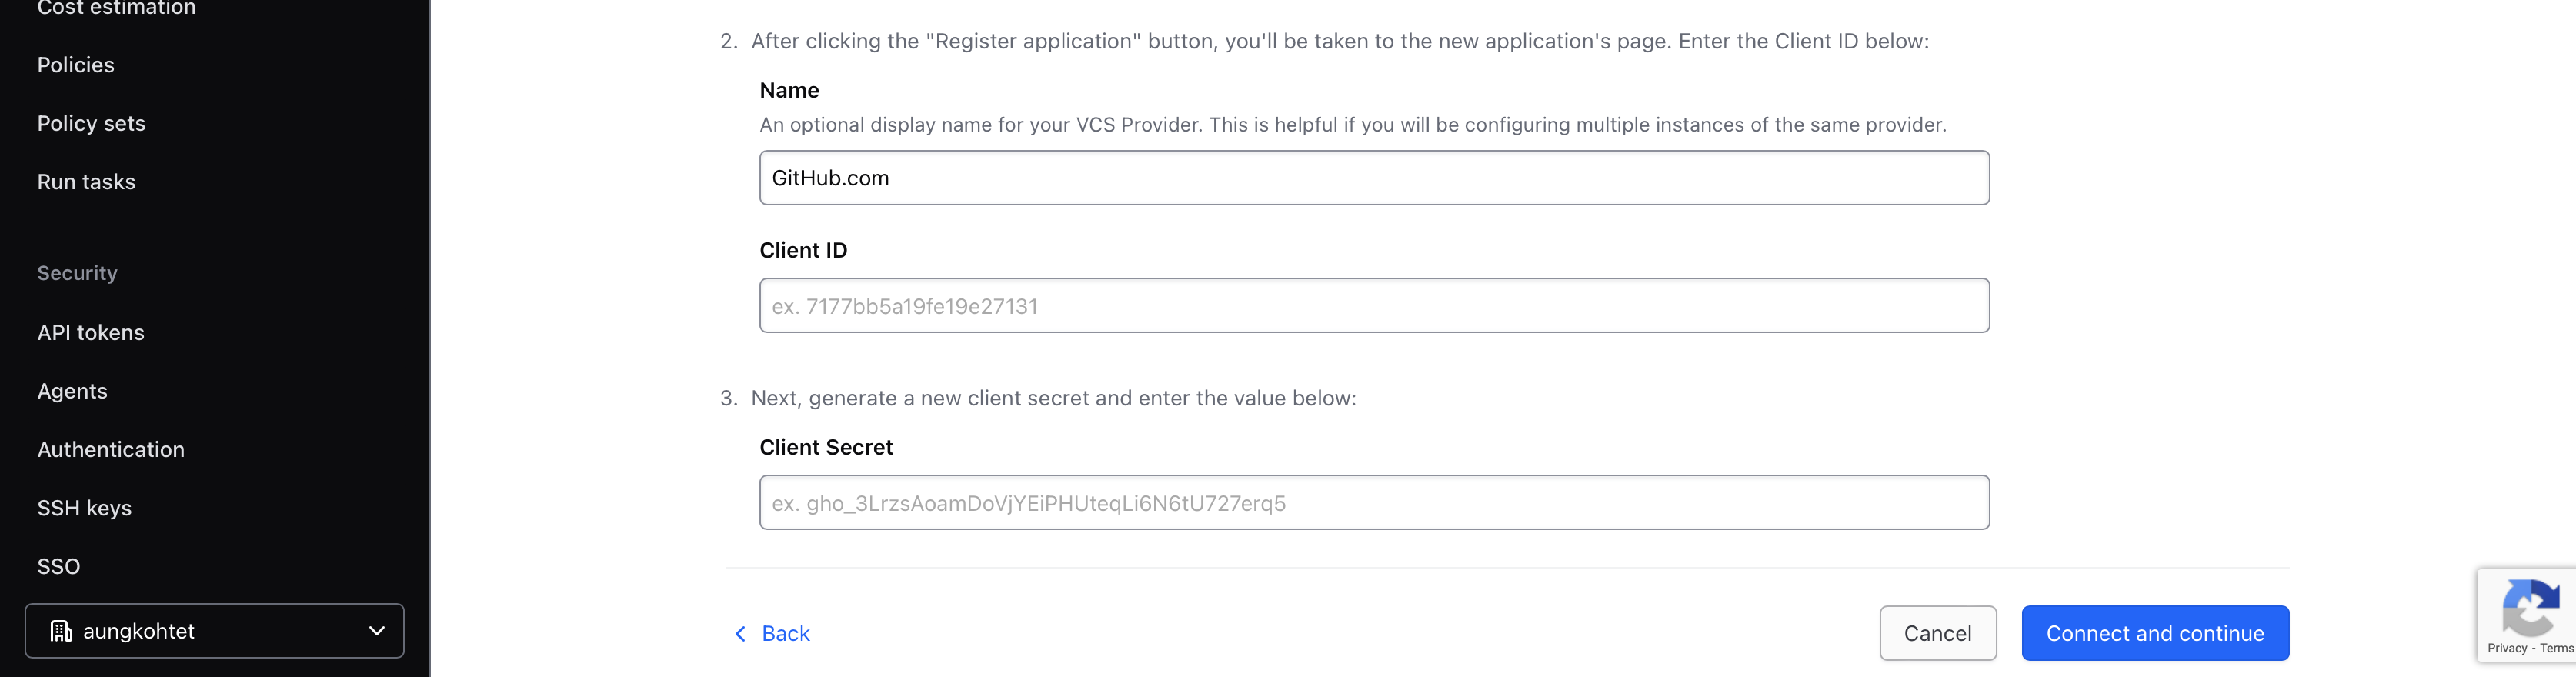 Cost estimation
Policies
Policy sets
Run tasks
Security
API tokens
Agents
Authentication
SSH keys
SSO
aungkohtet
2. After clicking the "Register application" button, you'll be taken to the new application's page. Enter the Client ID below:
Name
An optional display name for your VCS Provider. This is helpful if you will be configuring multiple instances of the same provider.
GitHub.com
Client ID
ex. 7177bb5a19fe19e27131
3. Next, generate a new client secret and enter the value below:
Client Secret
ex. gho_3LrzsAoamDoVjYEiPHUteqLi6N6tU727erq5
Back
Cancel
Connect and continue
Privacy - Terms